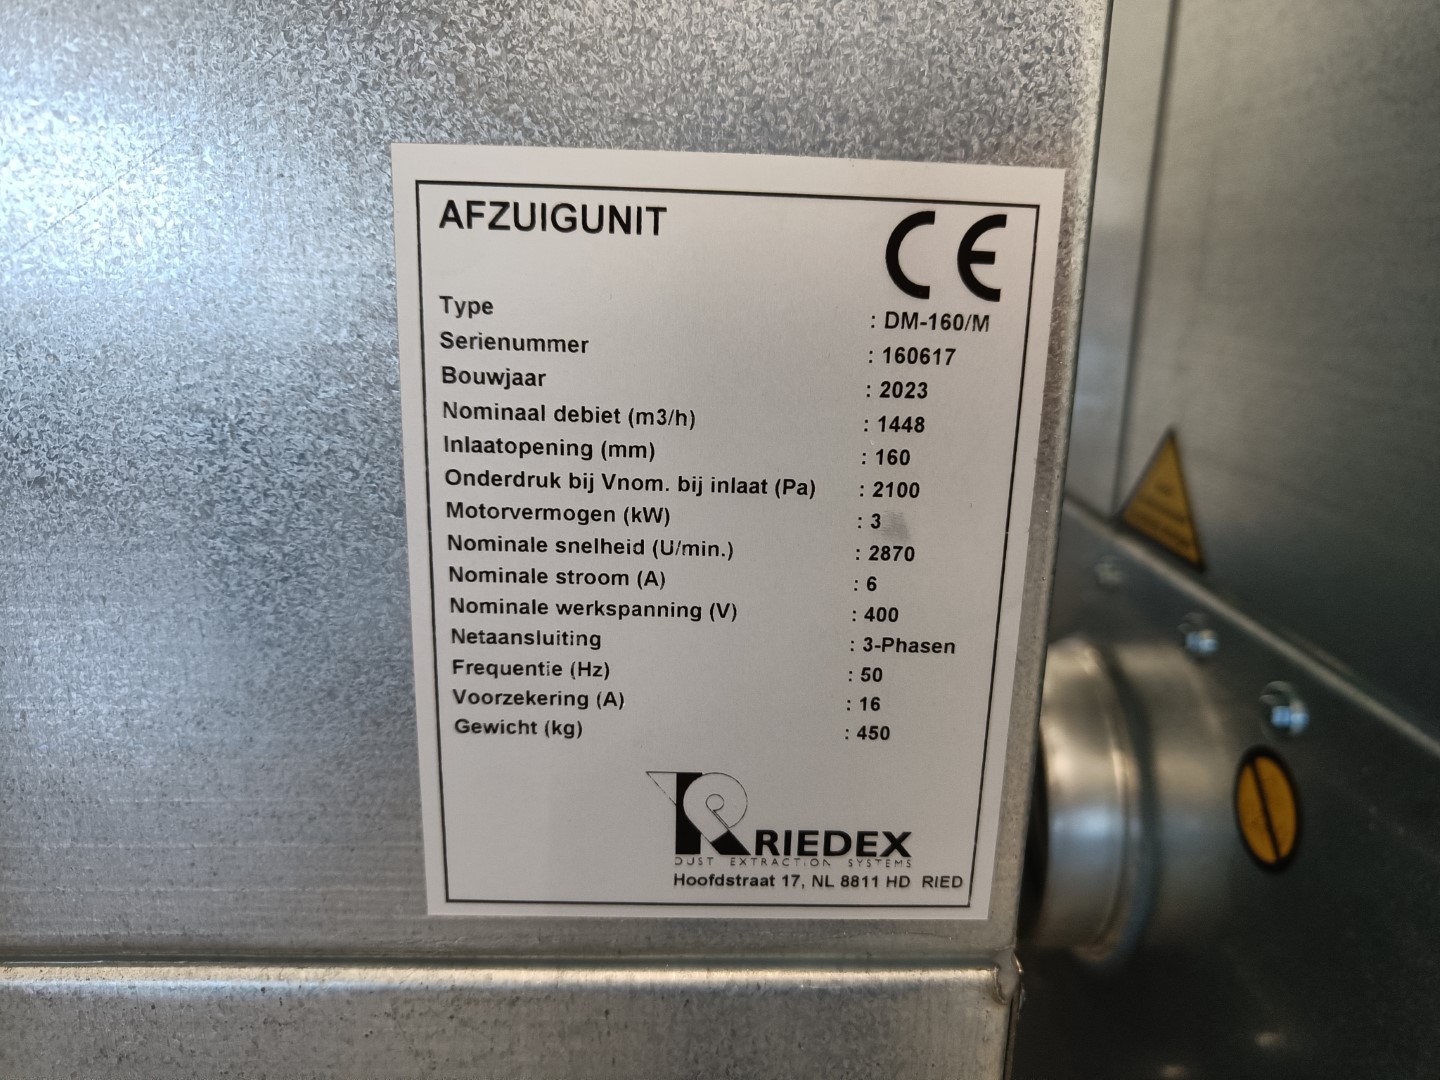 AFZUIGUNIT
CE
Type : DM-160/M
Serienummer : 160617
Bouwjaar : 2023
Nominaal debiet (m3/h) : 1448
Inlaatopening (mm) : 160
Onderdruk bij Vnom. bij inlaat (Pa) : 2100
Motorvermogen (kW) : 3
Nominale snelheid (U/min.) : 2870
Nominale stroom (A) : 6
Nominale werkspanning (V) : 400
Netaansluiting : 3-Phasen
Frequentie (Hz) : 50
Voorzekering (A) : 16
Gewicht (kg) : 450
RIEDEX
DUST EXTRACTION SYSTEMS
Hoofdstraat 17, NL 8811 HD RIED